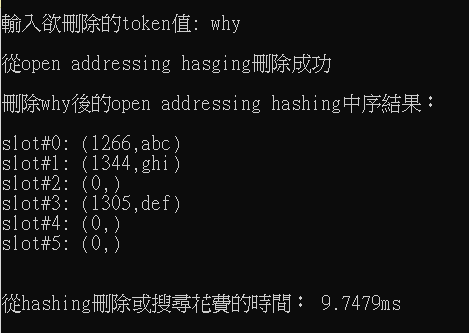 輸入欲刪除的token值: why
從open addressing hasging刪除成功
刪除why後的open addressing hashing中序結果：
slot#0: (1266,abc)
slot#1: (1344,ghi)
slot#2: (0,)
slot#3: (1305,def)
slot#4: (0,)
slot#5: (0,)
從hashing刪除或搜尋花費的時間： 9.7479ms